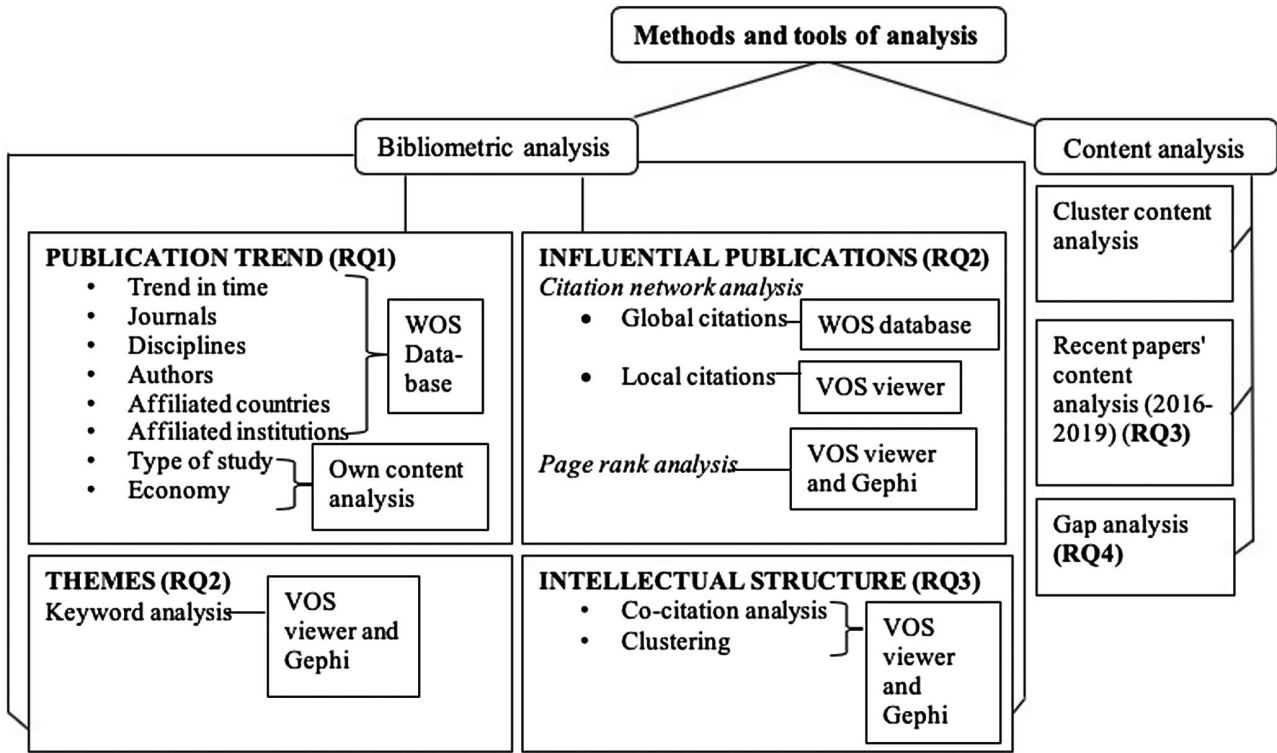 Methods and tools of analysis
Bibliometric analysis
PUBLICATION TREND (RQ1)
• Trend in time
• Journals
• Disciplines
• Authors
• Affiliated countries
• Affiliated institutions
WOS
Data-
base
• Type of study
• Economy
Own content
analysis
INFLUENTIAL PUBLICATIONS (RQ2)
Citation network analysis
• Global citations
WOS database
• Local citations
VOS viewer
Page rank analysis
VOS viewer
and Gephi
THEMES (RQ2)
Keyword analysis
VOS
viewer and
Gephi
INTELLECTUAL STRUCTURE (RQ3)
• Co-citation analysis
• Clustering
VOS
viewer
and
Gephi
Content analysis
Cluster content
analysis
Recent papers'
content
analysis (2016-
2019) (RQ3)
Gap analysis
(RQ4)